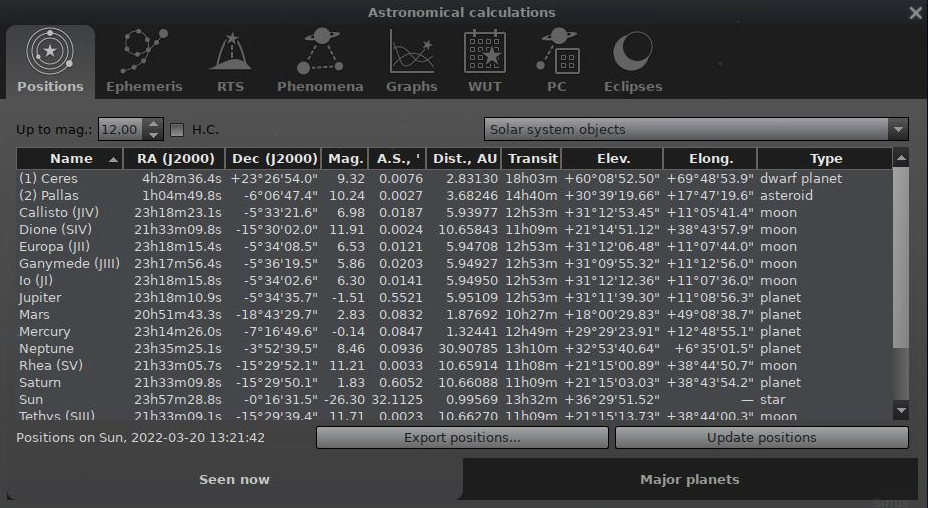 Astronomical calculations
Positions Ephemeris RTS Phenomena Graphs WUT PC Eclipses
Up to mag.: 12,00 H.C. Solar system objects
Name RA (J2000) Dec (J2000) Mag. A.S., ' Dist., AU Transit Elev. Elong. Type
(1) Ceres 4h28m36.4s +23°26'54.0" 9.32 0.0076 2.83130 18h03m +60°08'52.50" +69°48'53.9" dwarf planet
(2) Pallas 1h04m49.8s -6°06'47.4" 10.24 0.0027 3.68246 14h40m +30°39'19.66" +17°47'19.6" asteroid
Callisto (JIV) 23h18m23.1s -5°33'21.6" 6.98 0.0187 5.93977 12h53m +31°12'53.45" +11°05'41.4" moon
Dione (SIV) 21h33m09.8s -15°30'02.0" 11.91 0.0024 10.65843 11h09m +21°14'51.12" +38°43'57.9" moon
Europa (JII) 23h18m15.4s -5°34'08.5" 6.53 0.0121 5.94708 12h53m +31°12'06.48" +11°07'44.0" moon
Ganymede (JIII) 23h17m56.4s -5°36'19.5" 5.86 0.0203 5.94927 12h53m +31°09'55.32" +11°12'56.0" moon
Io (JI) 23h18m15.8s -5°34'02.6" 6.30 0.0141 5.94950 12h53m +31°12'12.36" +11°07'36.0" moon
Jupiter 23h18m10.9s -5°34'35.7" -1.51 0.5521 5.95109 12h53m +31°11'39.30" +11°08'56.3" planet
Mars 20h51m43.3s -18°43'29.7" 2.83 0.0832 1.87692 10h27m +18°00'29.83" +49°08'38.7" planet
Mercury 23h14m26.0s -7°16'49.6" -0.14 0.0847 1.32441 12h49m +29°29'23.91" +12°48'55.1" planet
Neptune 23h35m25.1s -3°52'39.5" 8.46 0.0936 30.90785 13h10m +32°53'40.64" +6°35'01.5" planet
Rhea (SV) 21h33m05.7s -15°29'52.1" 11.21 0.0033 10.65914 11h08m +21°15'00.89" +38°44'50.7" moon
Saturn 21h33m09.8s -15°29'50.1" 1.83 0.6052 10.66088 11h09m +21°15'03.03" +38°43'54.2" planet
Sun 23h57m28.8s -0°16'31.5" -26.30 32.1125 0.99569 13h32m +36°29'51.52" — star
Tethys (SIII) 21h33m09.1s -15°29'39.4" 11.71 0.0023 10.66270 11h09m +21°15'13.73" +38°44'00.3" moon
Positions on Sun, 2022-03-20 13:21:42 Export positions... Update positions
Seen now Major planets
Sirius